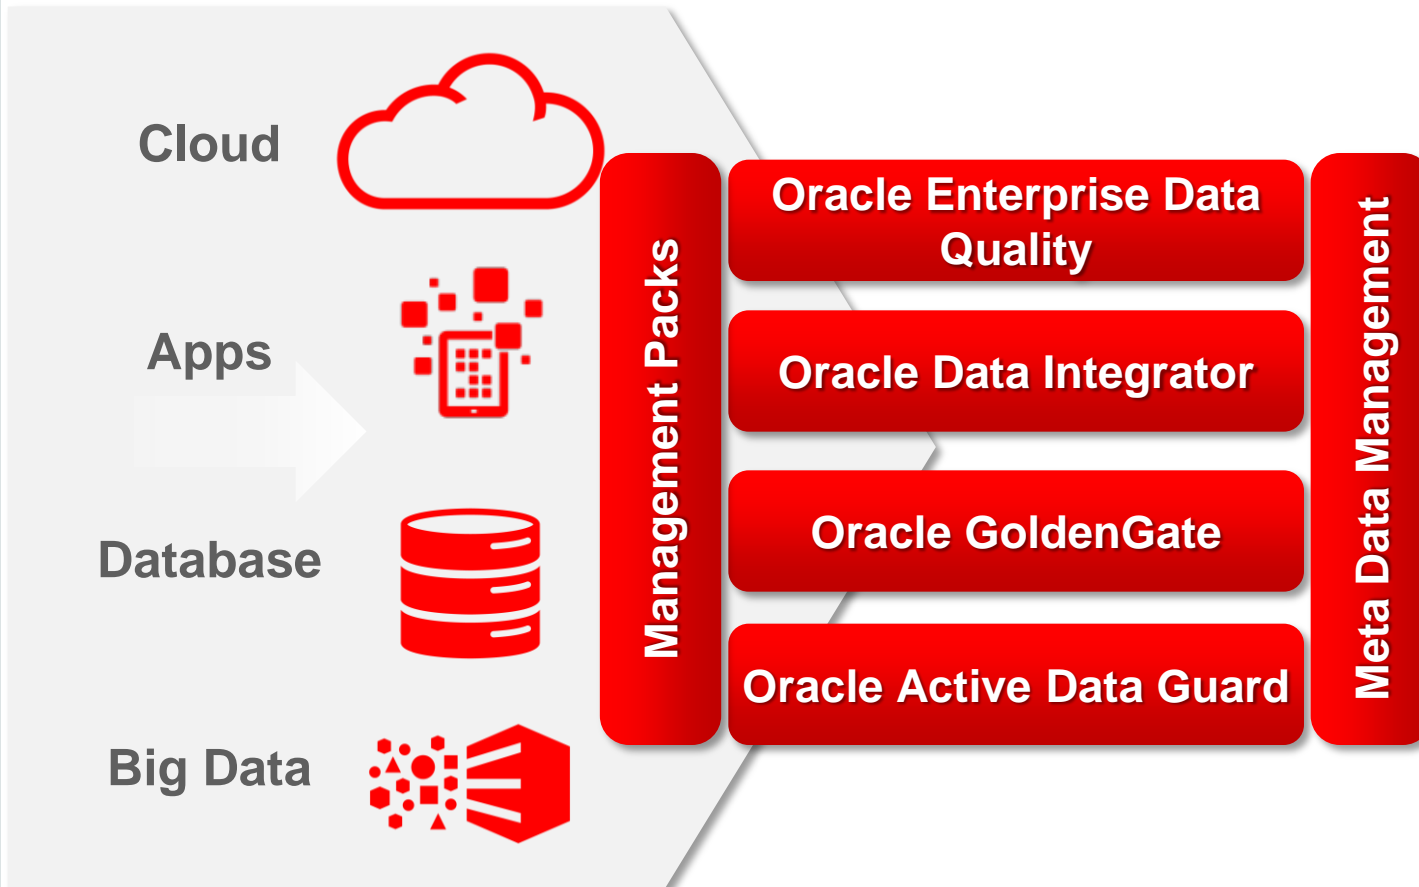 Cloud
Apps
Database
Big Data
Management Packs
Oracle Enterprise Data
Quality
Oracle Data Integrator
Oracle GoldenGate
Oracle Active Data Guard
Meta Data Management